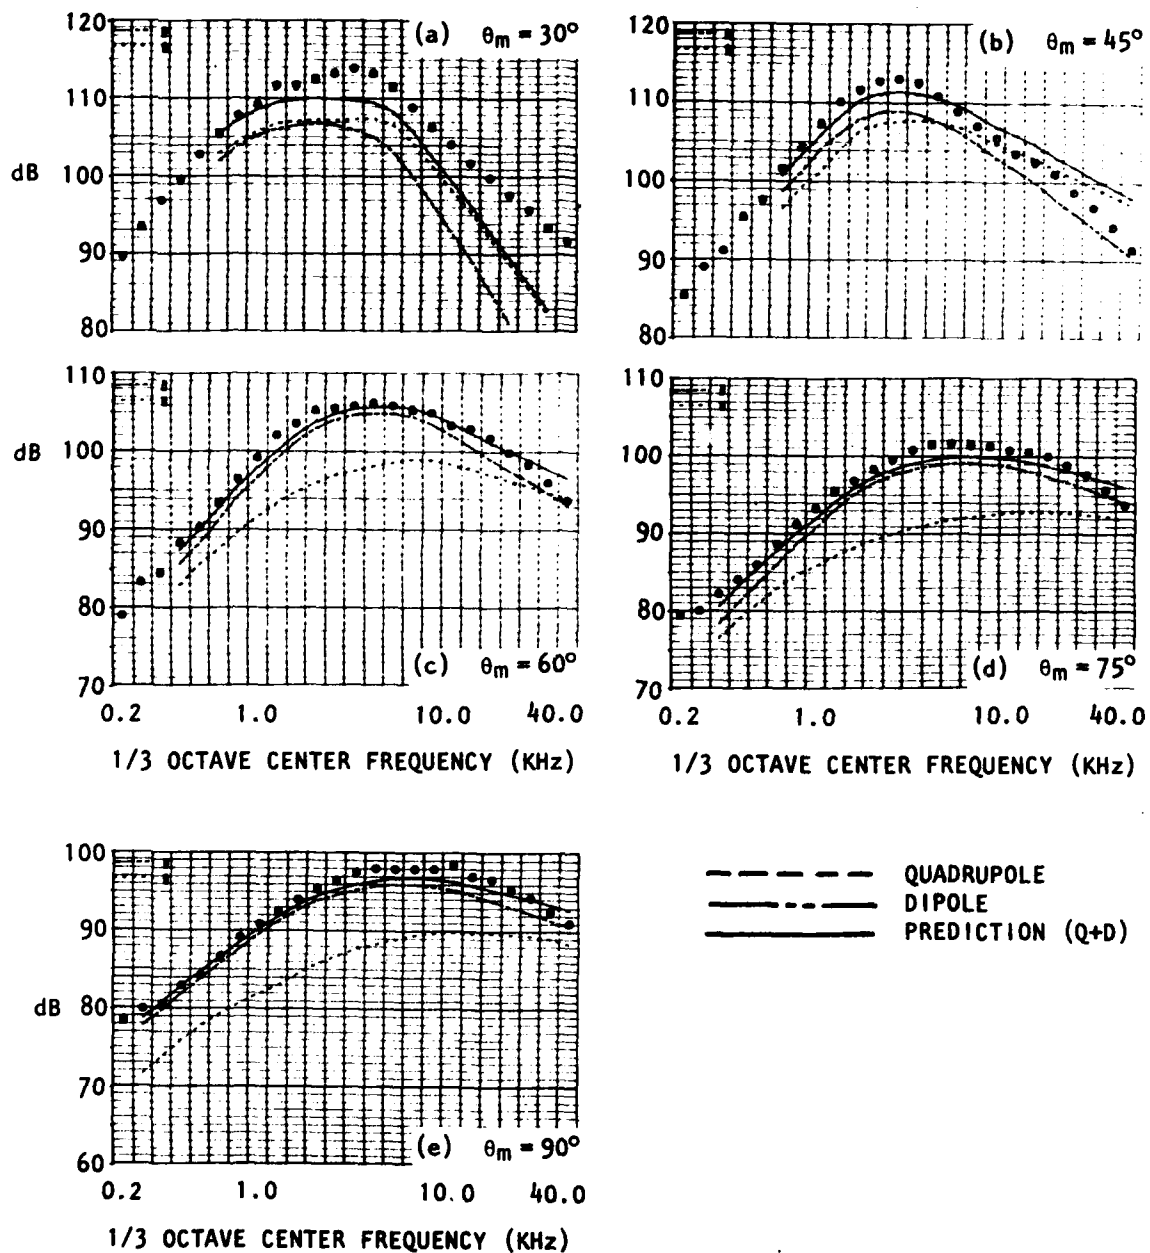 120
110
100
90
80
dB
(a) θm = 30°
120
110
100
90
80
(b) θm = 45°
110
100
90
80
70
dB
(c) θm = 60°
0.2 1.0 10.0 40.0
1/3 OCTAVE CENTER FREQUENCY (KHz)
110
100
90
80
70
(d) θm = 75°
0.2 1.0 10.0 40.0
1/3 OCTAVE CENTER FREQUENCY (KHz)
100
90
80
70
60
dB
(e) θm = 90°
0.2 1.0 10.0 40.0
1/3 OCTAVE CENTER FREQUENCY (KHz)
QUADRUPOLE
DIPOLE
PREDICTION (Q+D)